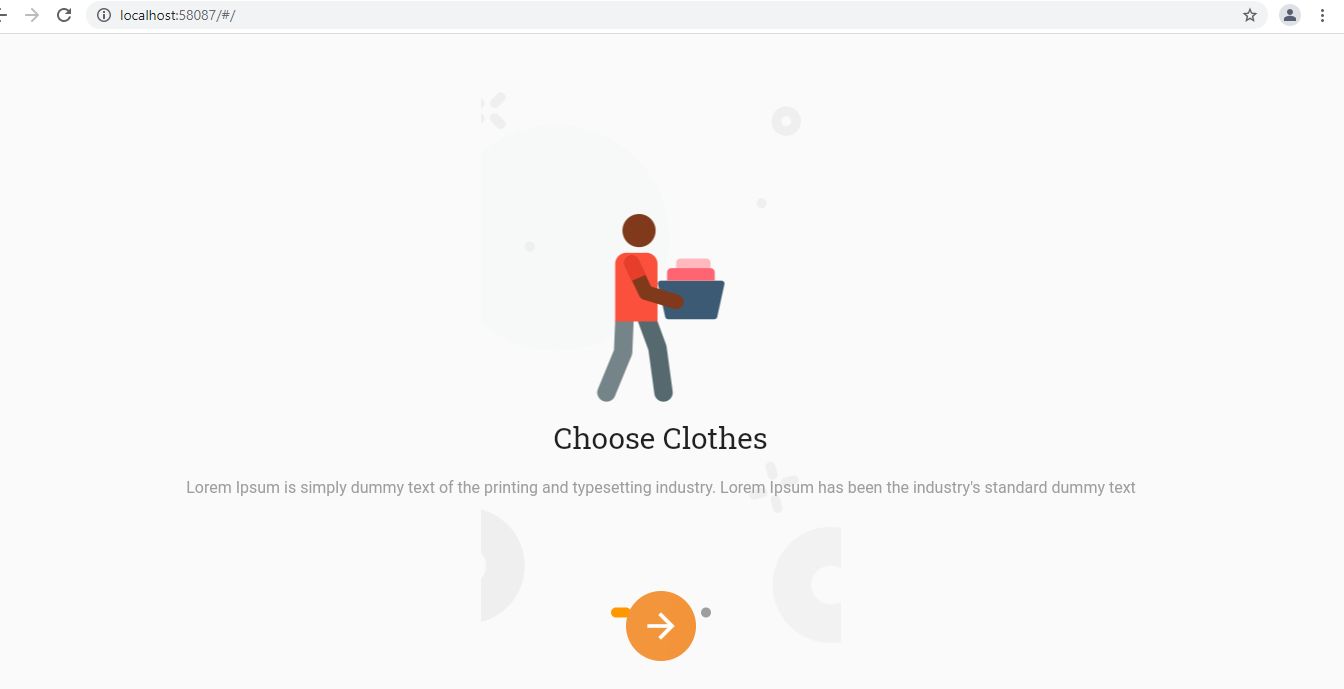 localhost:58087/#/
Choose Clothes
Lorem Ipsum is simply dummy text of the printing and typesetting industry. Lorem Ipsum has been the industry's standard dummy text